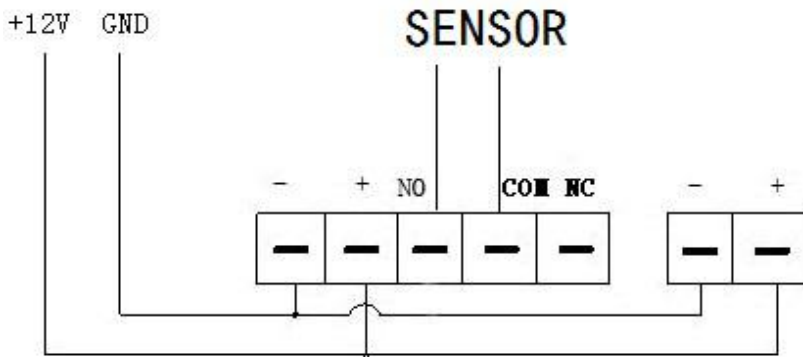 +12V GND SENSOR
- + NO COM NC - +